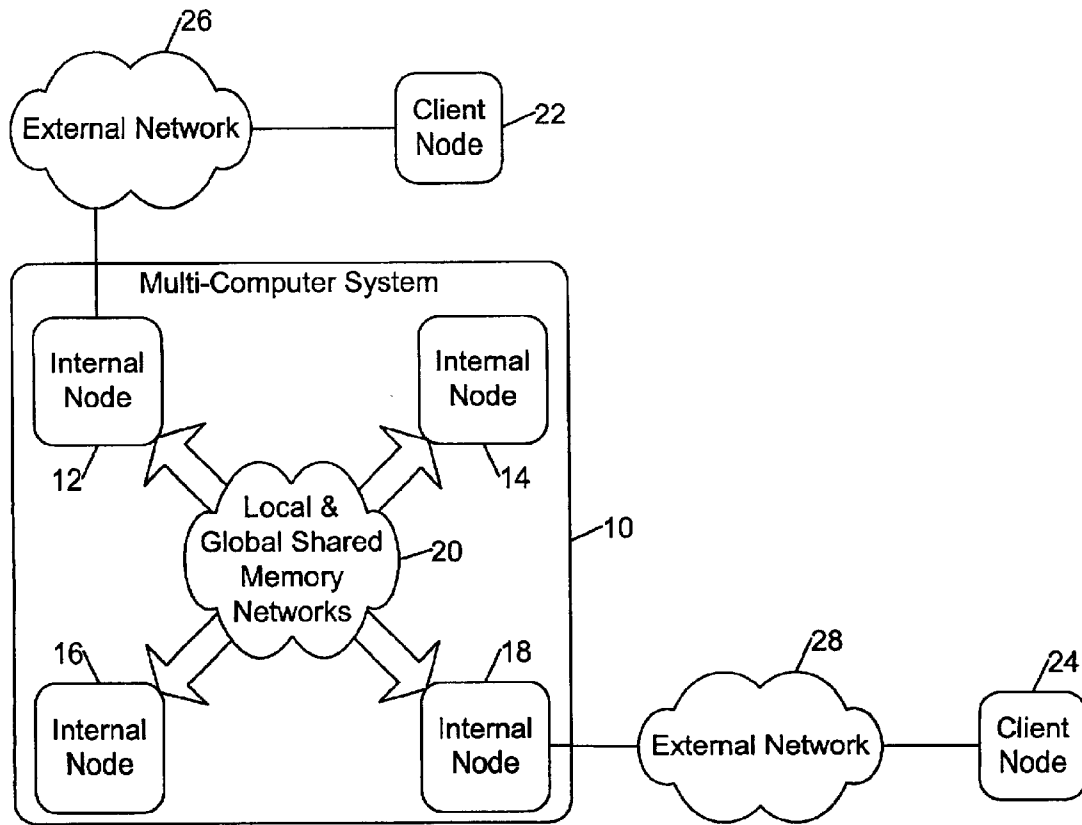 26
External Network
Client
Node
22
Multi-Computer System
Internal
Node
12
Internal
Node
14
Local &
Global Shared
Memory
Networks
20
10
16
Internal
Node
18
Internal
Node
28
External Network
24
Client
Node